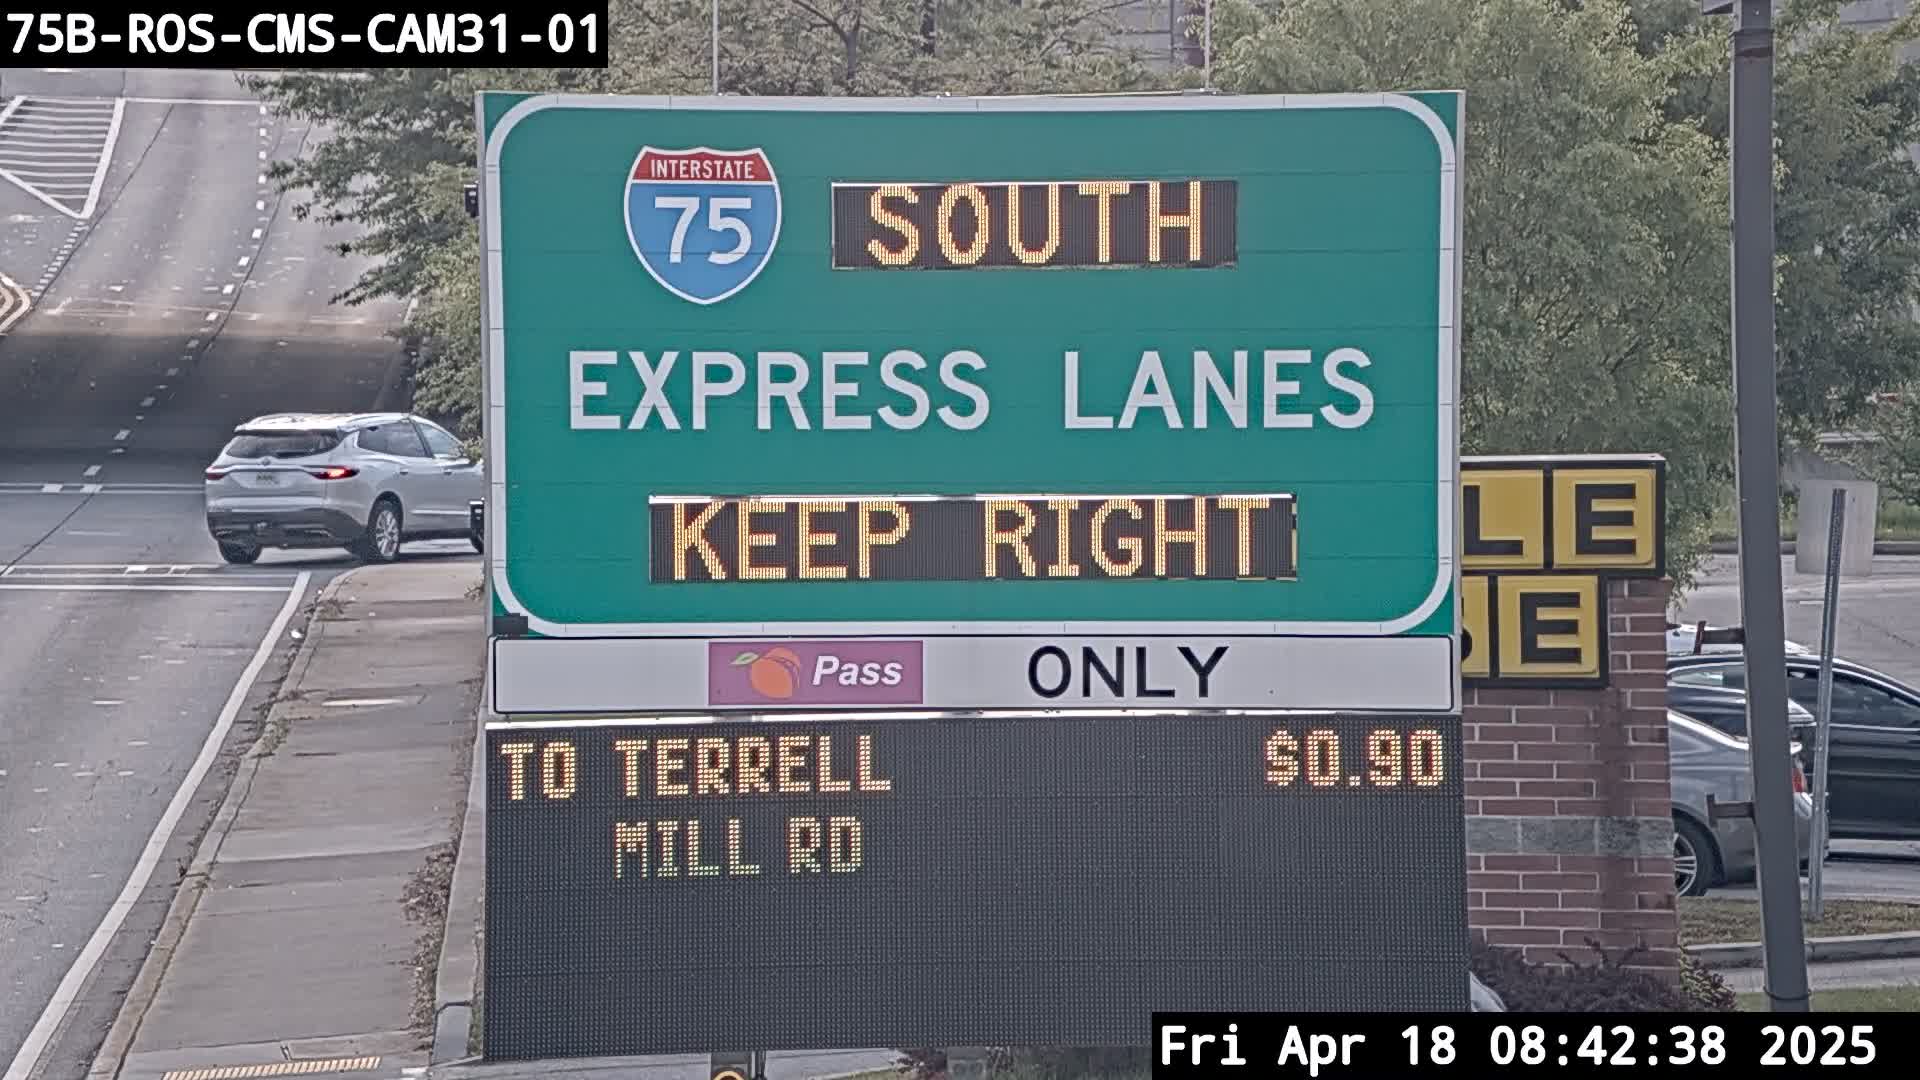 75B-ROS-CMS-CAM31-01
INTERSTATE
75
SOUTH
EXPRESS LANES
KEEP RIGHT
Pass ONLY
TO TERRELL $0.90
MILL RD
LE
E
Fri Apr 18 08:42:38 2025